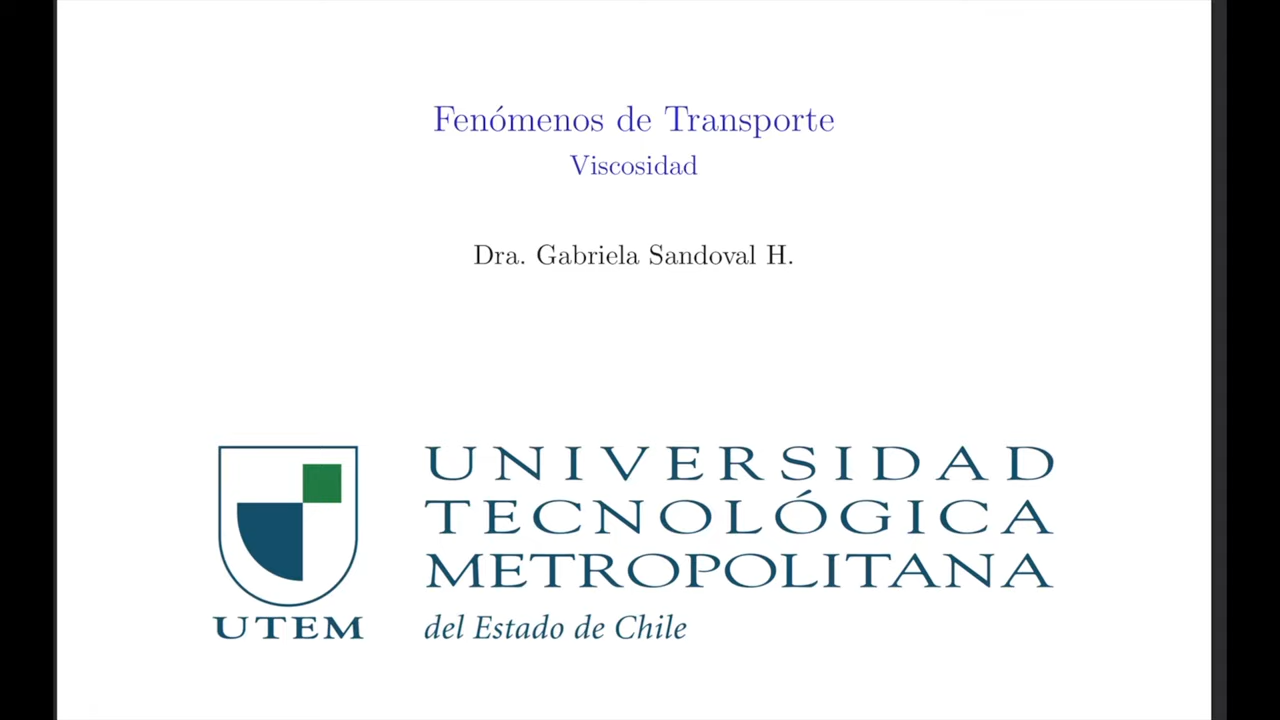 Fenómenos de Transporte
Viscosidad
Dra. Gabriela Sandoval H.
UNIVERSIDAD
TECNOLÓGICA
METROPOLITANA
del Estado de Chile
UTEM